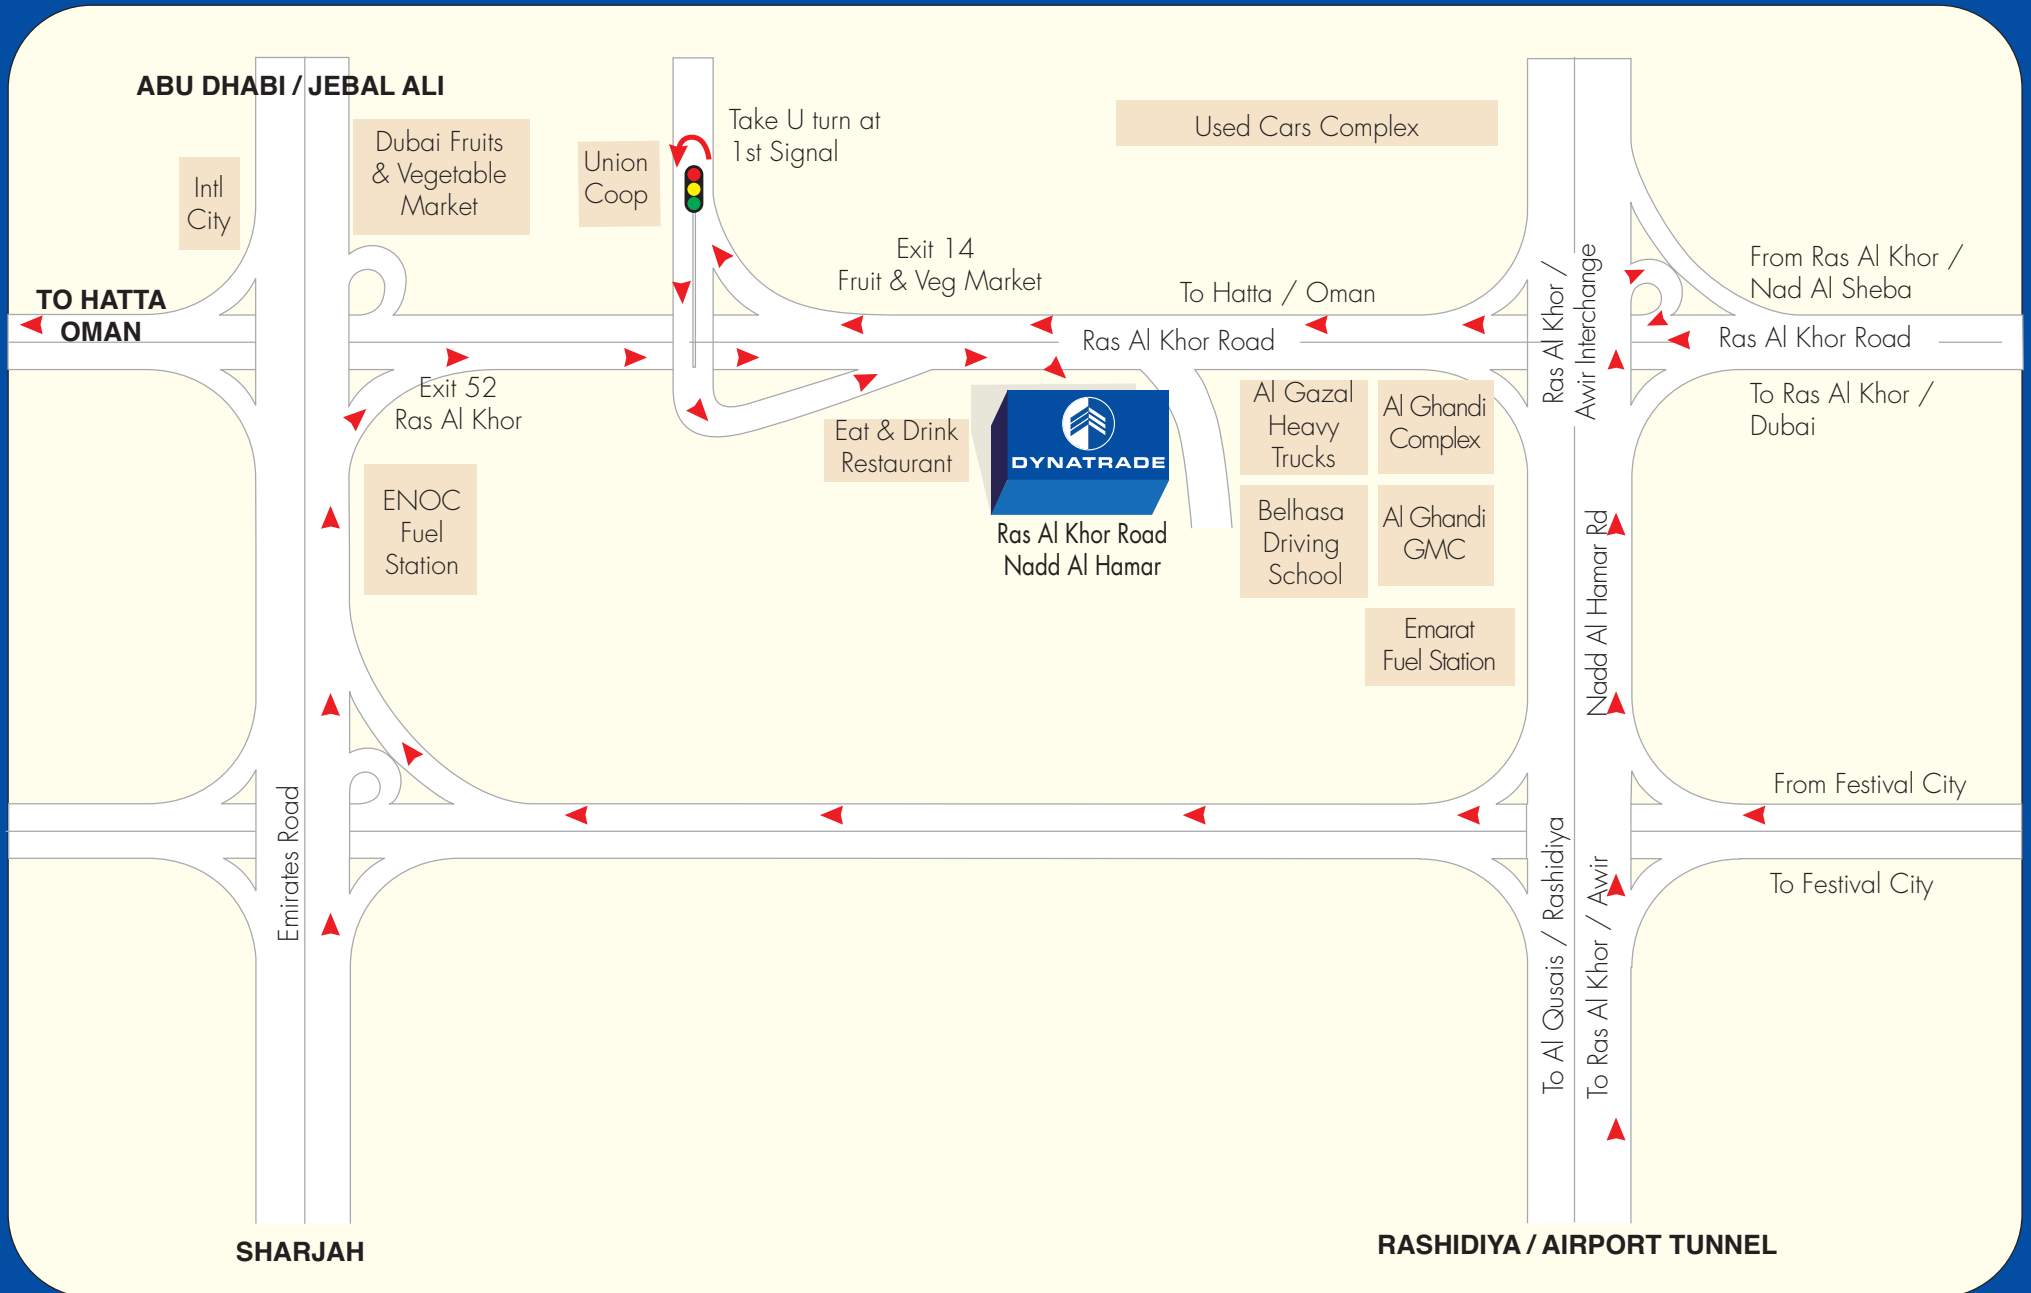 ABU DHABI / JEBAL ALI
Intl
City
Dubai Fruits
& Vegetable
Market
Union
Coop
Take U turn at
1st Signal
Used Cars Complex
TO HATTA
OMAN
Exit 14
Fruit & Veg Market
To Hatta / Oman
Ras Al Khor /
Awir Interchange
From Ras Al Khor /
Nad Al Sheba
Ras Al Khor Road
Ras Al Khor Road
To Ras Al Khor /
Dubai
Exit 52
Ras Al Khor
ENOC
Fuel
Station
Eat & Drink
Restaurant
DYNATRADE
Ras Al Khor Road
Nadd Al Hamar
Al Gazal
Heavy
Trucks
Al Ghandi
Complex
Belhasa
Driving
School
Al Ghandi
GMC
Emarat
Fuel Station
Nadd Al Hamar Rd
Emirates Road
From Festival City
To Festival City
To Al Qusais / Rashidiya
To Ras Al Khor / Awir
SHARJAH
RASHIDIYA / AIRPORT TUNNEL